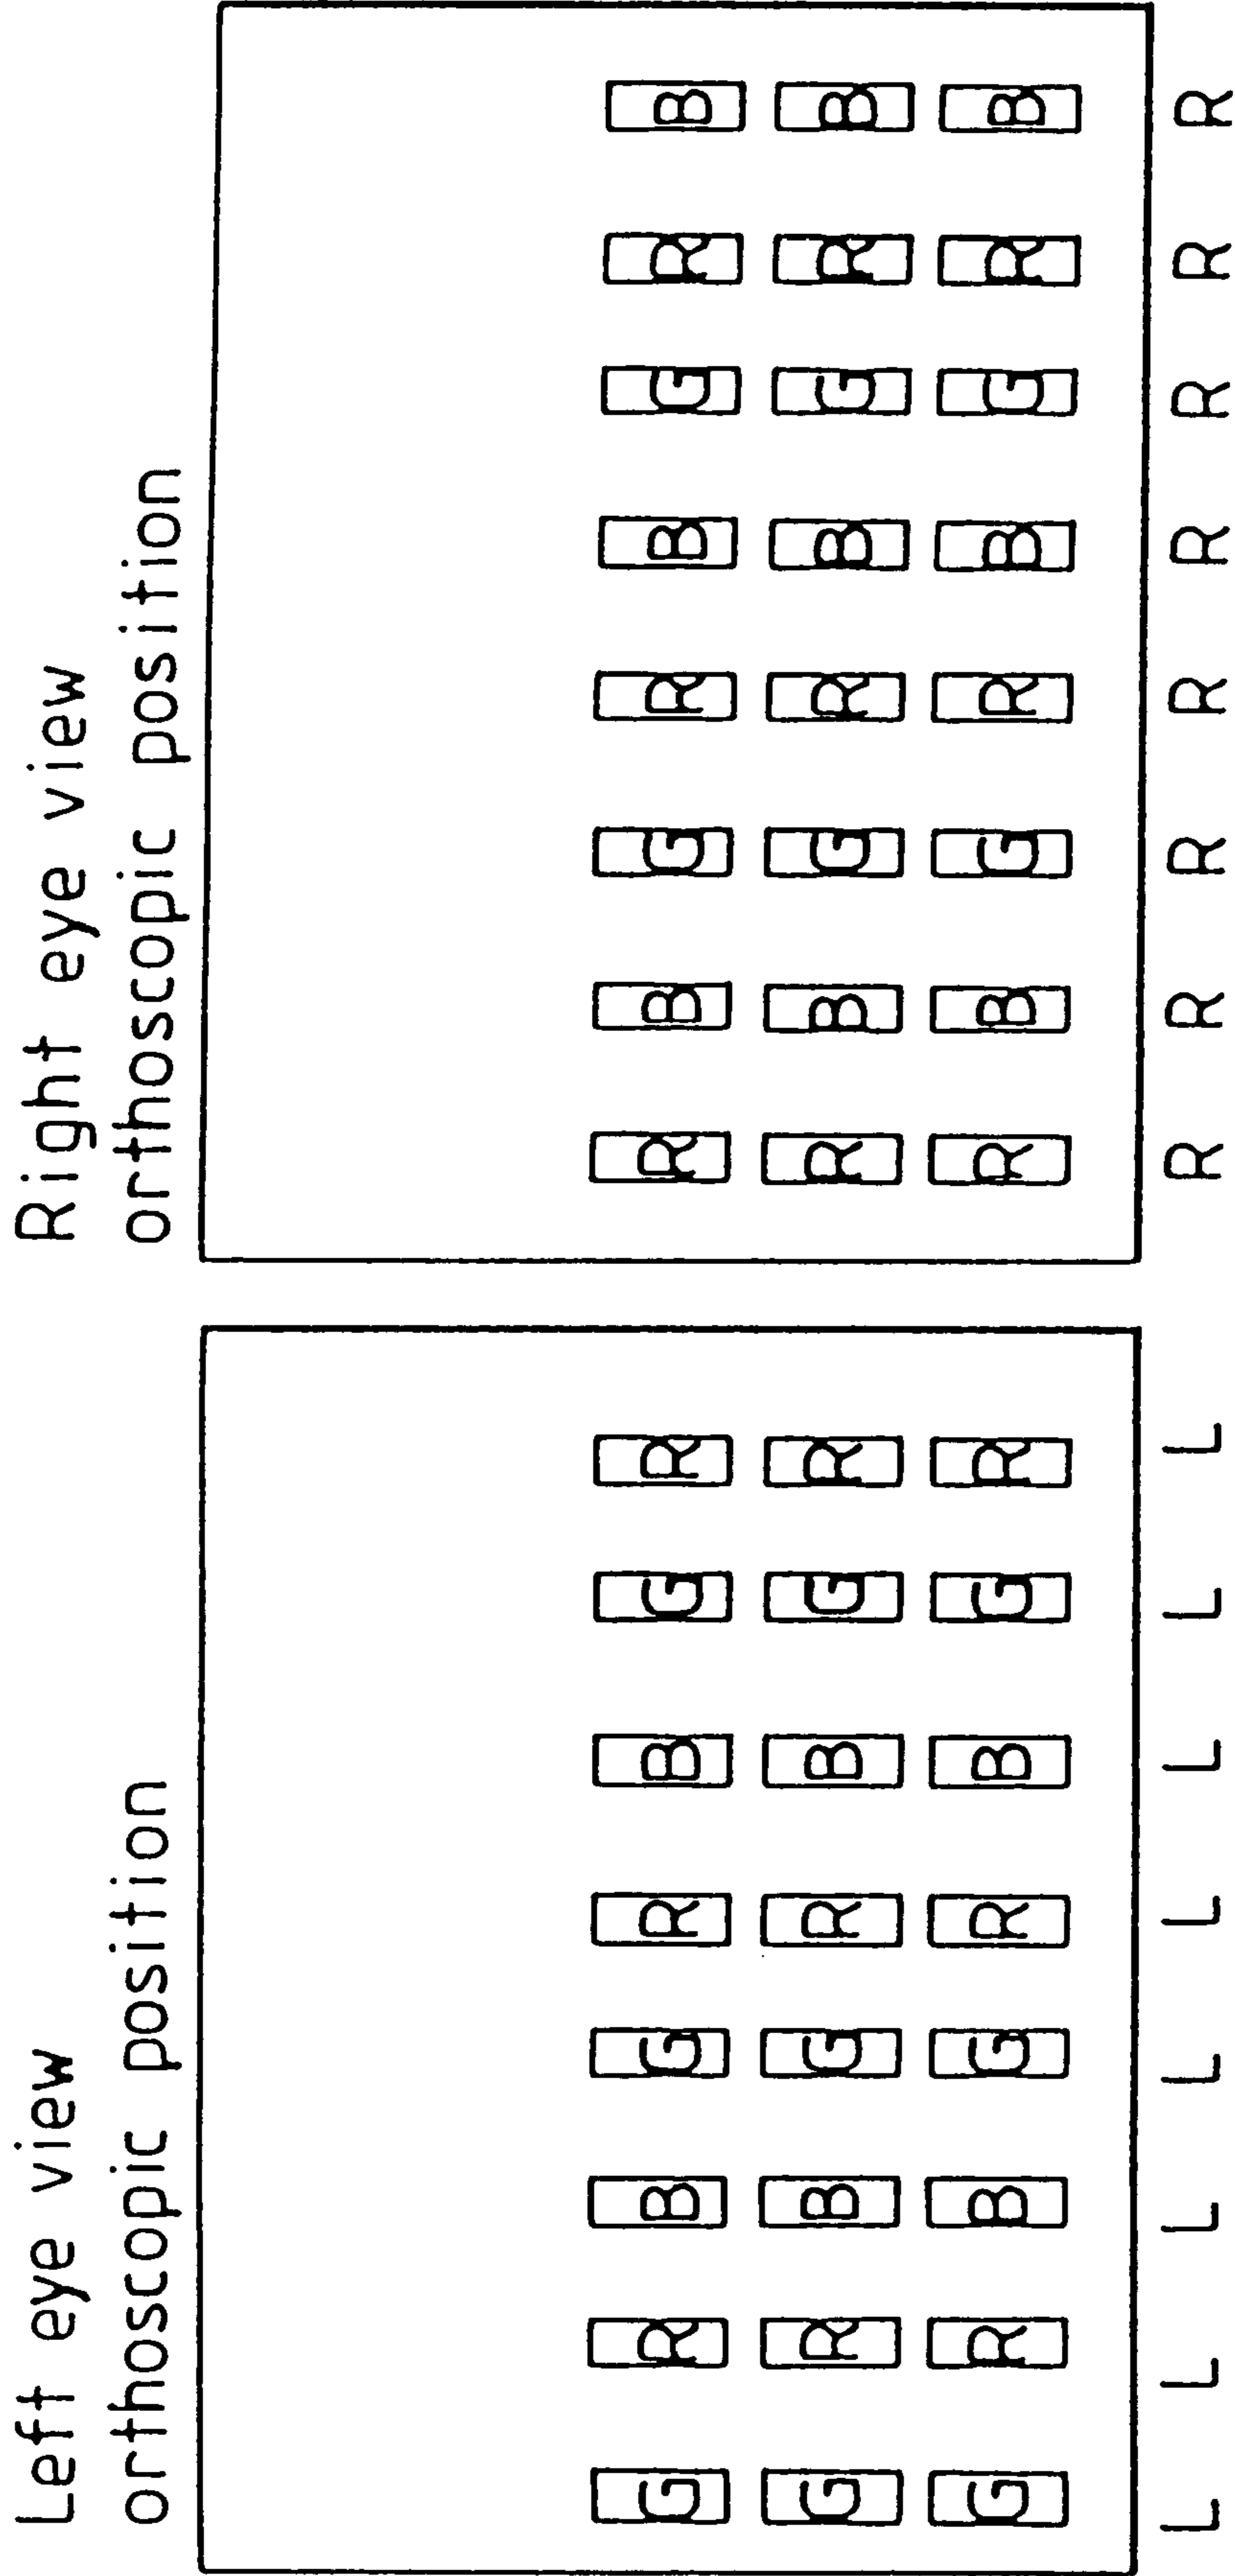 Left eye view
orthoscopic position
G R B G R B G R
G R B G R B G R
G R B G R B G R
L L L L L L L L
Right eye view
orthoscopic position
R B G R B G R B
R B G R B G R B
R B G R B G R B
R R R R R R R R